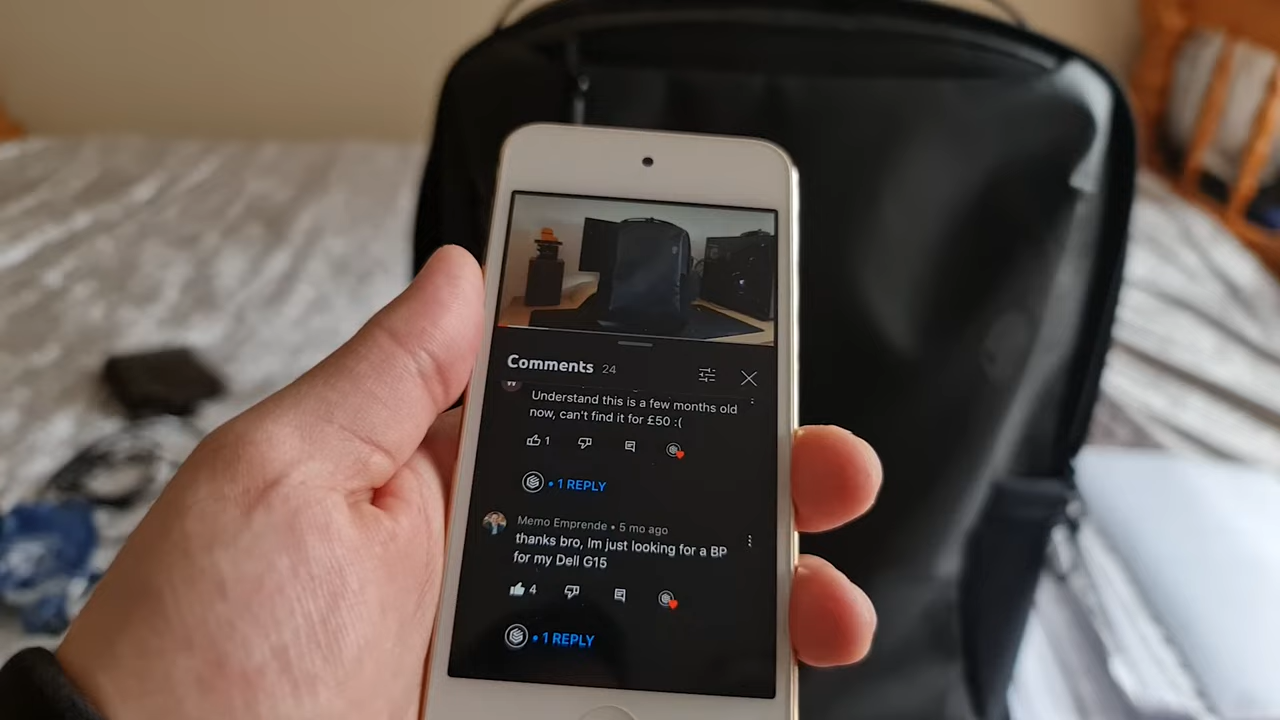 Comments 24
Understand this is a few months old
now, can't find it for £50 :(
1
• 1 REPLY
Memo Emprende • 5 mo ago
thanks bro, Im just looking for a BP
for my Dell G15
4
• 1 REPLY